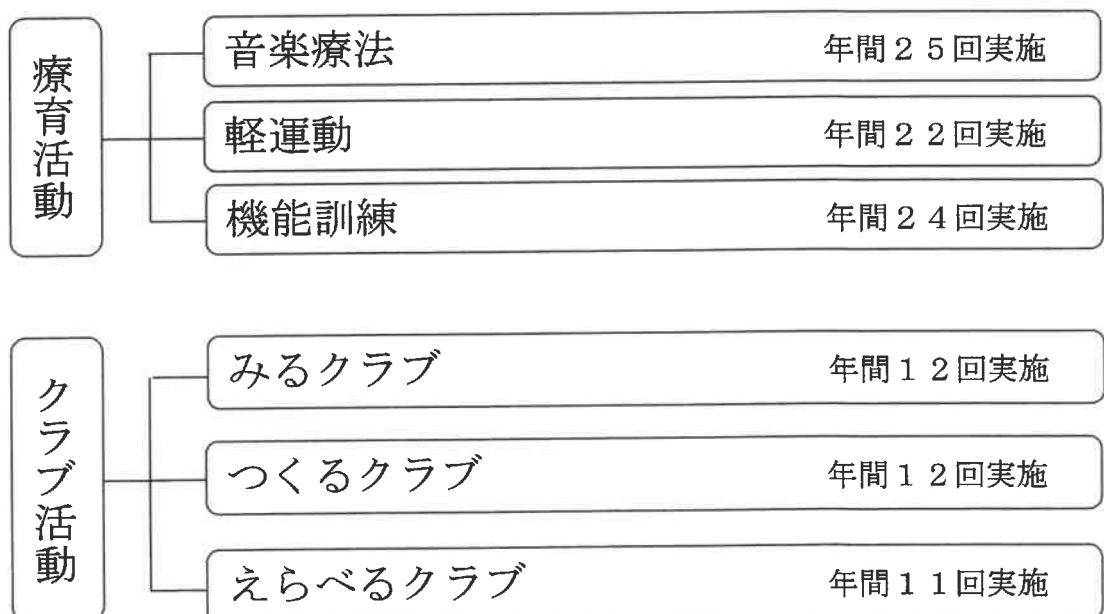 療育活動
音楽療法 年間２５回実施
軽運動 年間２２回実施
機能訓練 年間２４回実施
クラブ活動
みるクラブ 年間１２回実施
つくるクラブ 年間１２回実施
えらべるクラブ 年間１１回実施